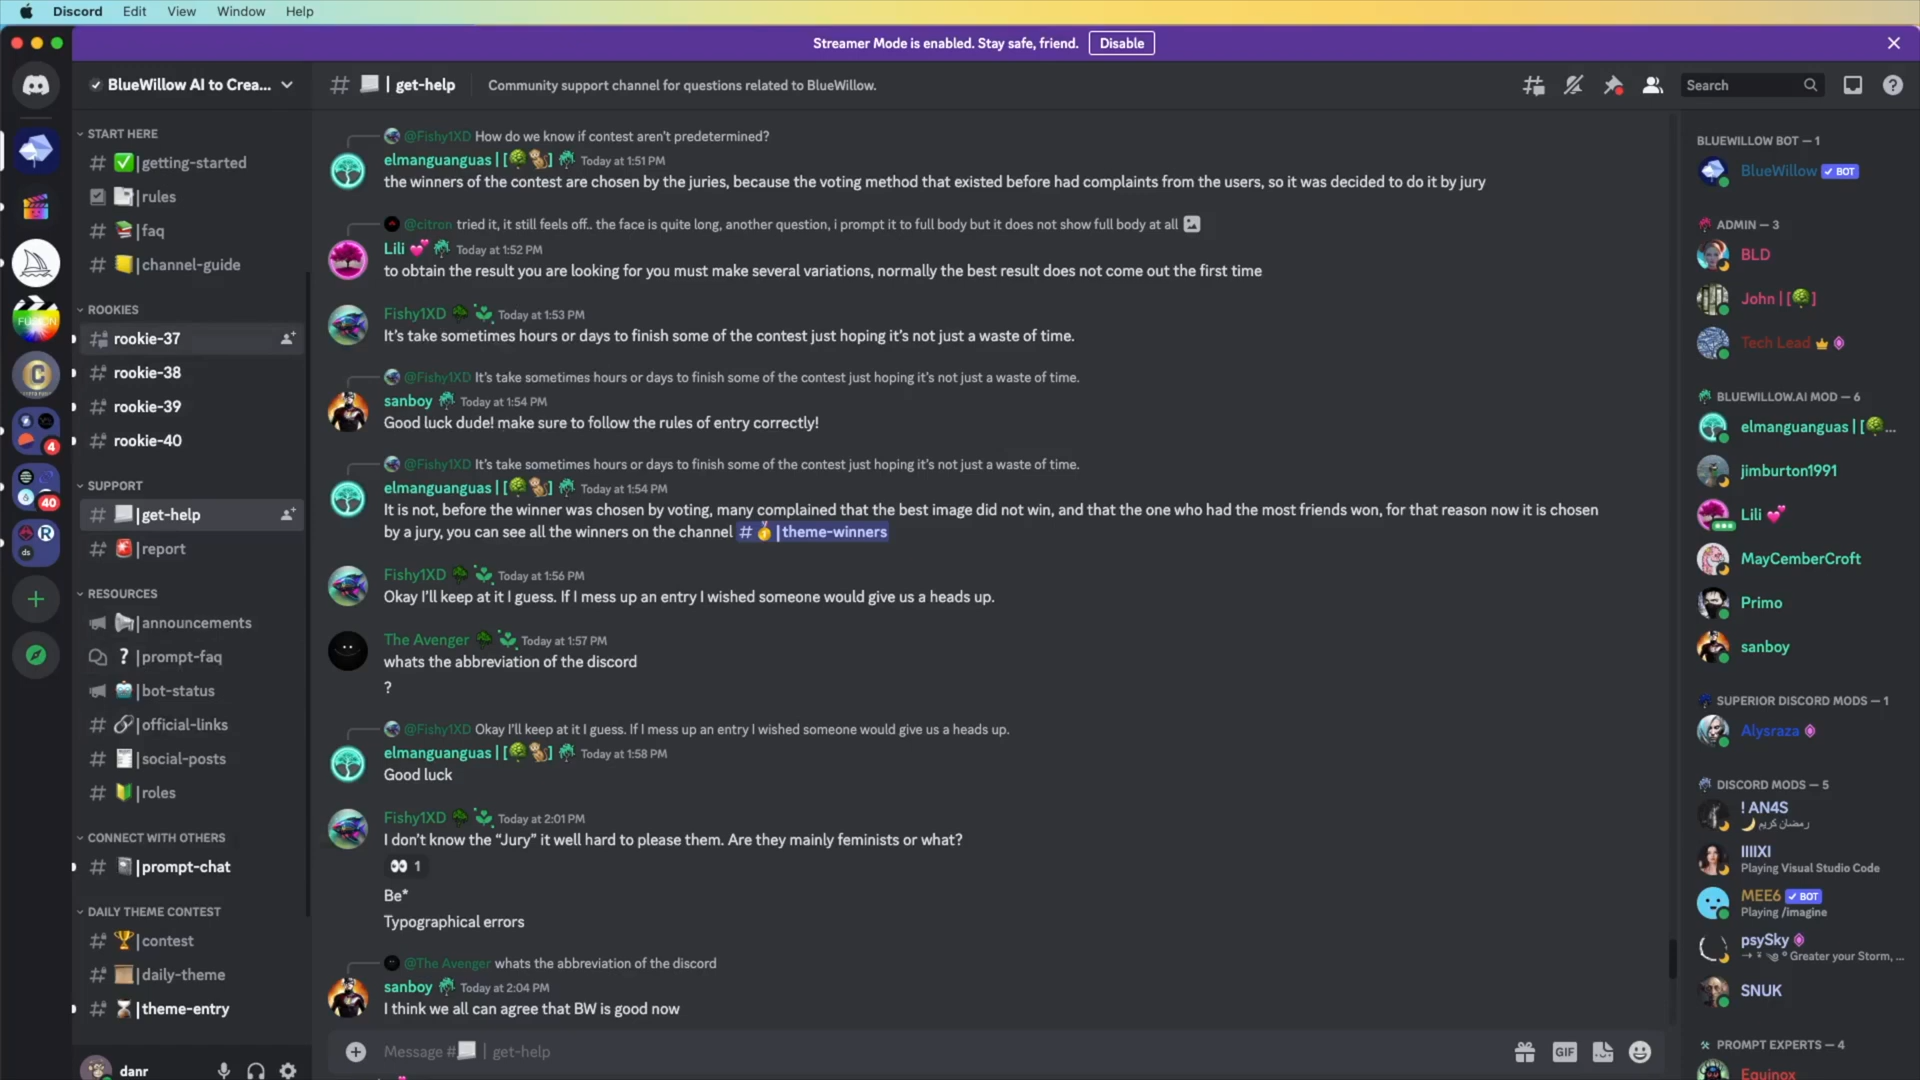 Discord Edit View Window Help
Streamer Mode is enabled. Stay safe, friend. Disable
BlueWillow AI to Crea...
| get-help
Community support channel for questions related to BlueWillow.
Search
START HERE
|getting-started
|rules
|faq
|channel-guide
ROOKIES
rookie-37
rookie-38
rookie-39
rookie-40
SUPPORT
|get-help
|report
RESOURCES
|announcements
|prompt-faq
|bot-status
|official-links
|social-posts
|roles
CONNECT WITH OTHERS
|prompt-chat
DAILY THEME CONTEST
|contest
|daily-theme
|theme-entry
danr
FUSION
4
40
R
ds
@Fishy1XD How do we know if contest aren't predetermined?
elmanguanguas | [🌳🐒] Today at 1:51 PM
the winners of the contest are chosen by the juries, because the voting method that existed before had complaints from the users, so it was decided to do it by jury
@citron tried it, it still feels off.. the face is quite long, another question, i prompt it to full body but it does not show full body at all
Lili 💕 Today at 1:52 PM
to obtain the result you are looking for you must make several variations, normally the best result does not come out the first time
Fishy1XD Today at 1:53 PM
It's take sometimes hours or days to finish some of the contest just hoping it's not just a waste of time.
@Fishy1XD It's take sometimes hours or days to finish some of the contest just hoping it's not just a waste of time.
sanboy Today at 1:54 PM
Good luck dude! make sure to follow the rules of entry correctly!
@Fishy1XD It's take sometimes hours or days to finish some of the contest just hoping it's not just a waste of time.
elmanguanguas | [🌳🐒] Today at 1:54 PM
It is not, before the winner was chosen by voting, many complained that the best image did not win, and that the one who had the most friends won, for that reason now it is chosen
by a jury, you can see all the winners on the channel # 🥇|theme-winners
Fishy1XD Today at 1:56 PM
Okay I'll keep at it I guess. If I mess up an entry I wished someone would give us a heads up.
The Avenger Today at 1:57 PM
whats the abbreviation of the discord
?
@Fishy1XD Okay I'll keep at it I guess. If I mess up an entry I wished someone would give us a heads up.
elmanguanguas | [🌳🐒] Today at 1:58 PM
Good luck
Fishy1XD Today at 2:01 PM
I don't know the “Jury” it well hard to please them. Are they mainly feminists or what?
👀 1
Be*
Typographical errors
@The Avenger whats the abbreviation of the discord
sanboy Today at 2:04 PM
I think we all can agree that BW is good now
Message # | get-help
GIF
BLUEWILLOW BOT — 1
BlueWillow BOT
ADMIN — 3
BLD
John | [🌳]
Tech Lead
BLUEWILLOW.AI MOD — 6
elmanguanguas | [🌳...
jimburton1991
Lili 💕
MayCemberCroft
Primo
sanboy
SUPERIOR DISCORD MODS — 1
Alysraza
DISCORD MODS — 5
! AN4S
🌙 رمضان كريم
IIIIXI
Playing Visual Studio Code
MEE6 BOT
Playing /imagine
psySky
Greater your Storm, ...
SNUK
PROMPT EXPERTS — 4
Equinox